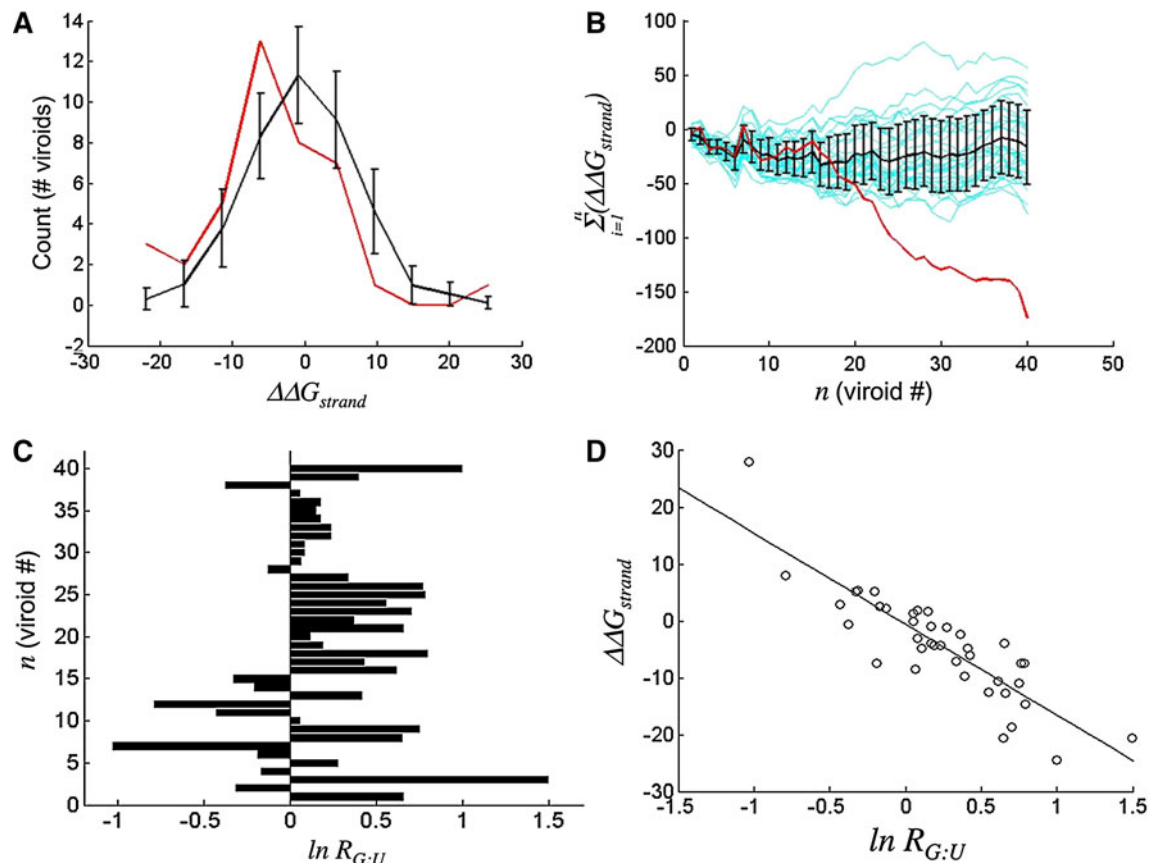 A
Count (# viroids)
14
12
10
8
6
4
2
0
-2
-30 -20 -10 0 10 20 30
ΔΔG_strand
B
Σ^n_{i=1}(ΔΔG_strand)
100
50
0
-50
-100
-150
-200
0 10 20 30 40 50
n (viroid #)
C
n (viroid #)
40
35
30
25
20
15
10
5
0
-1 -0.5 0 0.5 1 1.5
ln R_G:U
D
ΔΔG_strand
30
20
10
0
-10
-20
-30
-1.5 -1 -0.5 0 0.5 1 1.5
ln R_G:U